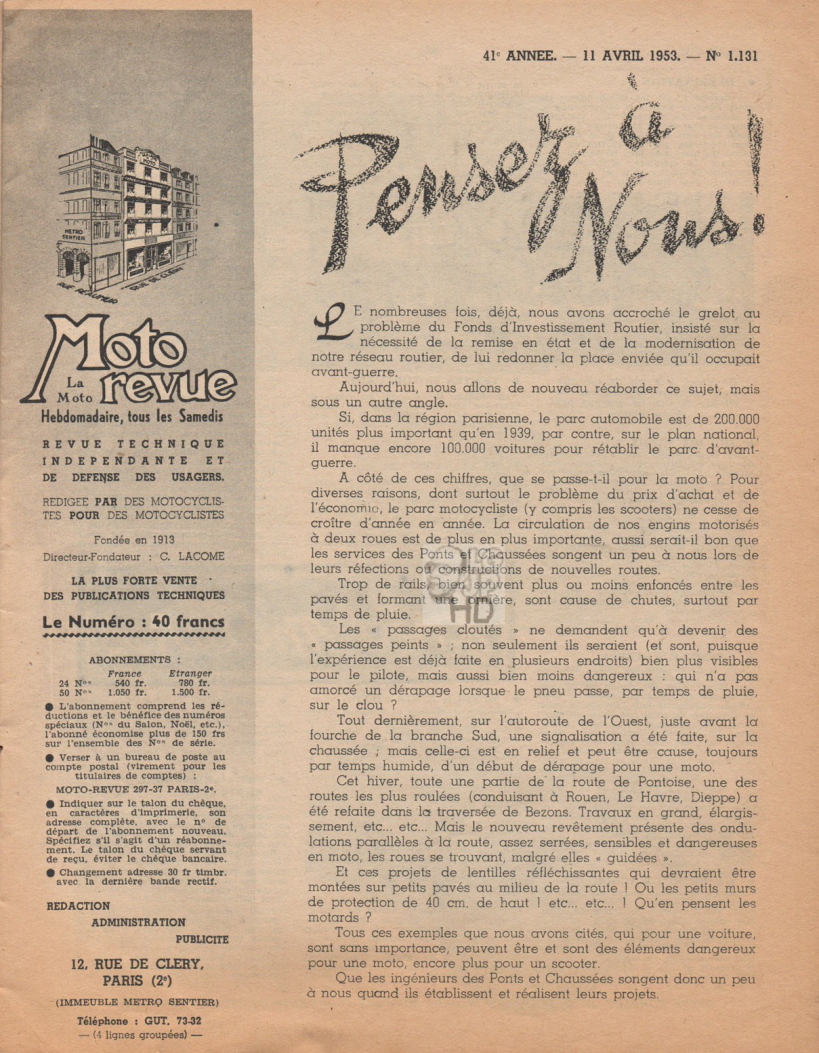 41e ANNEE. — 11 AVRIL 1953. — No 1.131
Pensez à
Nous!
METRO
SENTIER
RUE REAUMUR
RUE DE CLERY
Moto
La
Moto revue
Hebdomadaire, tous les Samedis
REVUE TECHNIQUE
INDEPENDANTE ET
DE DEFENSE DES USAGERS.
REDIGEE PAR DES MOTOCYCLIS-
TES POUR DES MOTOCYCLISTES
Fondée en 1913
Directeur-Fondateur : C. LACOME
LA PLUS FORTE VENTE
DES PUBLICATIONS TECHNIQUES
Le Numéro : 40 francs
ABONNEMENTS :
France Etranger
24 Nos 540 fr. 780 fr.
50 Nos 1.050 fr. 1.500 fr.
● L'abonnement comprend les ré-
ductions et le bénéfice des numéros
spéciaux (Nos du Salon, Noël, etc.),
l'abonné économise plus de 150 frs
sur l'ensemble des Nos de série.
● Verser à un bureau de poste au
compte postal (virement pour les
titulaires de comptes) :
MOTO-REVUE 297-37 PARIS-2e.
● Indiquer sur le talon du chèque,
en caractères d'imprimerie, son
adresse complète, avec le no de
départ de l'abonnement nouveau.
Spécifiez s'il s'agit d'un réabonne-
ment. Le talon du chèque servant
de reçu, éviter le chèque bancaire.
● Changement adresse 30 fr timbr.
avec la dernière bande rectif.
REDACTION
ADMINISTRATION
PUBLICITE
12, RUE DE CLERY,
PARIS (2e)
(IMMEUBLE METRO SENTIER)
Téléphone : GUT. 73-32
— (4 lignes groupées) —
DE nombreuses fois, déjà, nous avons accroché le grelot au
problème du Fonds d'Investissement Routier, insisté sur la
nécessité de la remise en état et de la modernisation de
notre réseau routier, de lui redonner la place enviée qu'il occupait
avant-guerre.
Aujourd'hui, nous allons de nouveau réaborder ce sujet, mais
sous un autre angle.
Si, dans la région parisienne, le parc automobile est de 200.000
unités plus important qu'en 1939, par contre, sur le plan national,
il manque encore 100.000 voitures pour rétablir le parc d'avant-
guerre.
A côté de ces chiffres, que se passe-t-il pour la moto ? Pour
diverses raisons, dont surtout le problème du prix d'achat et de
l'économie, le parc motocycliste (y compris les scooters) ne cesse de
croître d'année en année. La circulation de nos engins motorisés
à deux roues est de plus en plus importante, aussi serait-il bon que
les services des Ponts et Chaussées songent un peu à nous lors de
leurs réfections ou constructions de nouvelles routes.
Trop de rails, bien souvent plus ou moins enfoncés entre les
pavés et formant une ornière, sont cause de chutes, surtout par
temps de pluie.
Les « passages cloutés » ne demandent qu'à devenir des
« passages peints » ; non seulement ils seraient (et sont, puisque
l'expérience est déjà faite en plusieurs endroits) bien plus visibles
pour le pilote, mais aussi bien moins dangereux : qui n'a pas
amorcé un dérapage lorsque le pneu passe, par temps de pluie,
sur le clou ?
Tout dernièrement, sur l'autoroute de l'Ouest, juste avant la
fourche de la branche Sud, une signalisation a été faite, sur la
chaussée ; mais celle-ci est en relief et peut être cause, toujours
par temps humide, d'un début de dérapage pour une moto.
Cet hiver, toute une partie de la route de Pontoise, une des
routes les plus roulées (conduisant à Rouen, Le Havre, Dieppe) a
été refaite dans la traversée de Bezons. Travaux en grand, élargis-
sement, etc... etc... Mais le nouveau revêtement présente des ondu-
lations parallèles à la route, assez serrées, sensibles et dangereuses
en moto, les roues se trouvant, malgré elles « guidées ».
Et ces projets de lentilles réfléchissantes qui devraient être
montées sur petits pavés au milieu de la route ! Ou les petits murs
de protection de 40 cm. de haut ! etc... etc... ! Qu'en pensent les
motards ?
Tous ces exemples que nous avons cités, qui pour une voiture,
sont sans importance, peuvent être et sont des éléments dangereux
pour une moto, encore plus pour un scooter.
Que les ingénieurs des Ponts et Chaussées songent donc un peu
à nous quand ils établissent et réalisent leurs projets.
HD